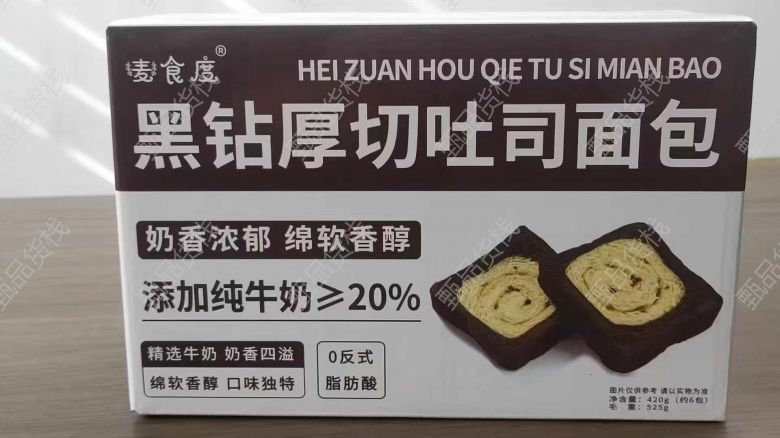 麦食度®
HEI ZUAN HOU QIE TU SI MIAN BAO
黑钻厚切吐司面包
奶香浓郁 绵软香醇
添加纯牛奶≥20%
精选牛奶 奶香四溢
绵软香醇 口味独特
0反式
脂肪酸
图片仅供参考 请以实物为准
净含量：420g（约6包）
毛 重：525g
甄品货栈